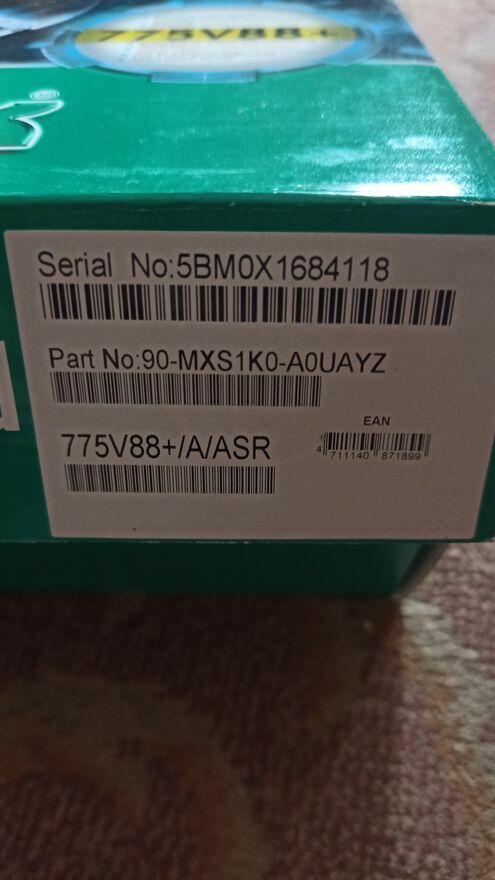 775V88+
Serial No:5BM0X1684118
Part No:90-MXS1K0-A0UAYZ
775V88+/A/ASR
EAN
4 711140 871899